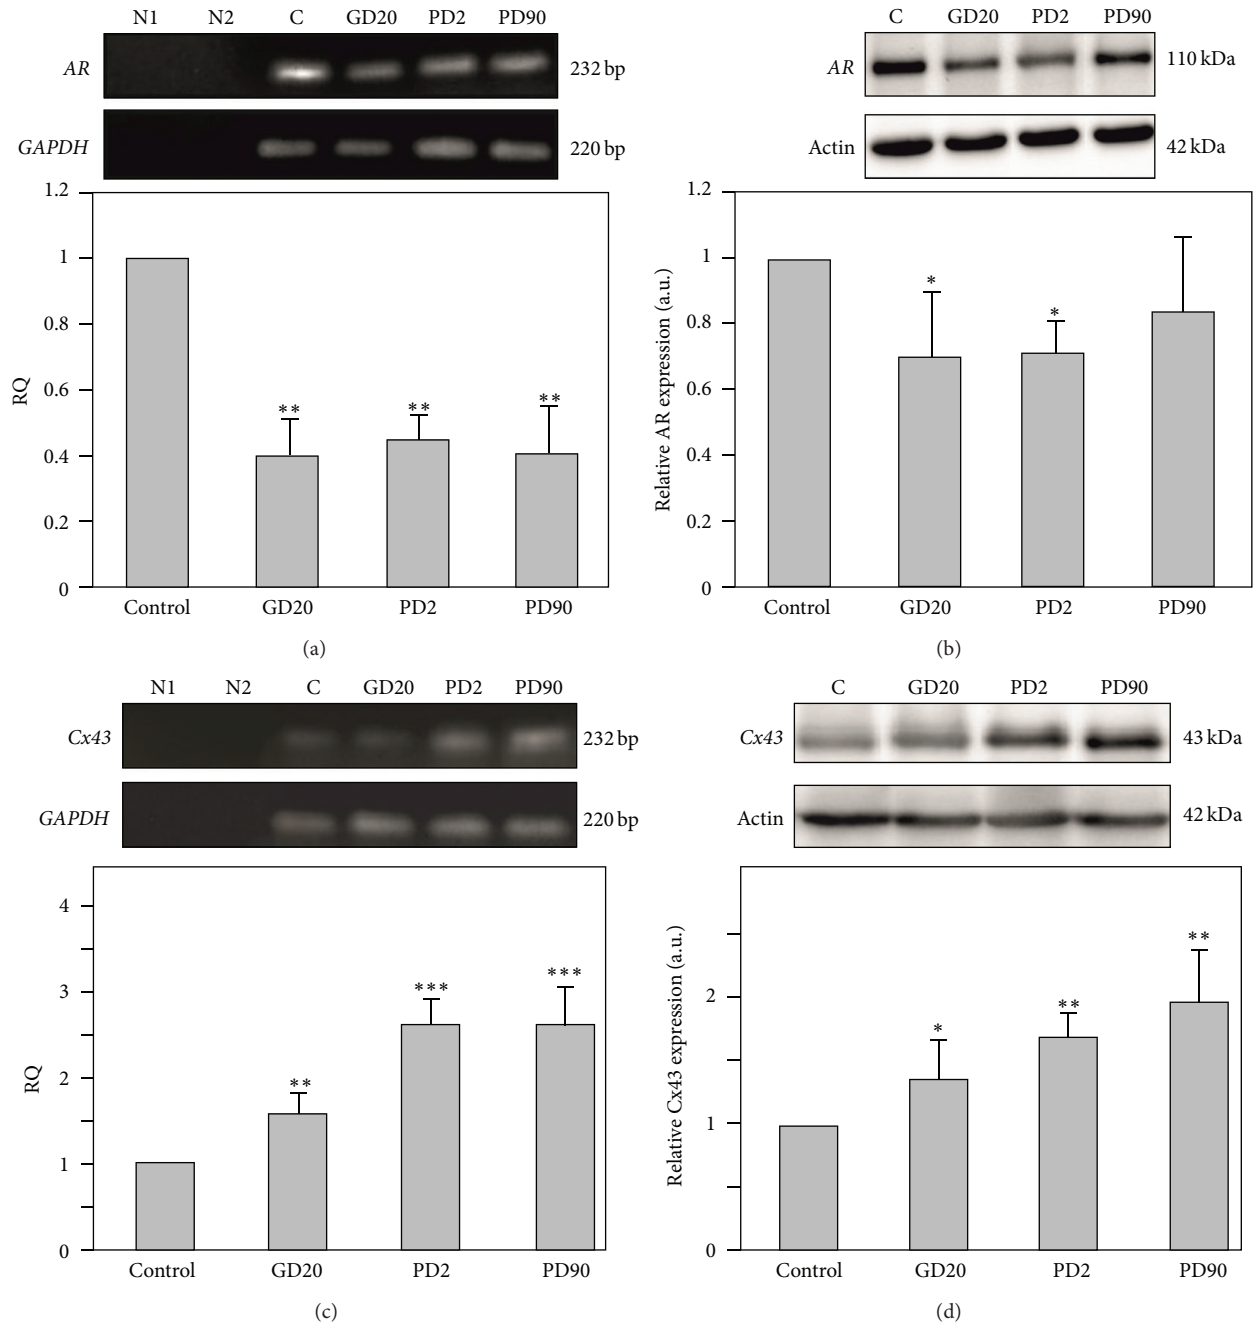 N1 N2 C GD20 PD2 PD90
AR 232 bp
GAPDH 220 bp
1.2
1
0.8
0.6
0.4
0.2
0
RQ
** ** **
Control GD20 PD2 PD90
(a)
C GD20 PD2 PD90
AR 110 kDa
Actin 42 kDa
1.2
1
0.8
0.6
0.4
0.2
0
Relative AR expression (a.u.)
* *
Control GD20 PD2 PD90
(b)
N1 N2 C GD20 PD2 PD90
Cx43 232 bp
GAPDH 220 bp
4
3
2
1
0
RQ
** *** ***
Control GD20 PD2 PD90
(c)
C GD20 PD2 PD90
Cx43 43 kDa
Actin 42 kDa
2
1
0
Relative Cx43 expression (a.u.)
* ** **
Control GD20 PD2 PD90
(d)